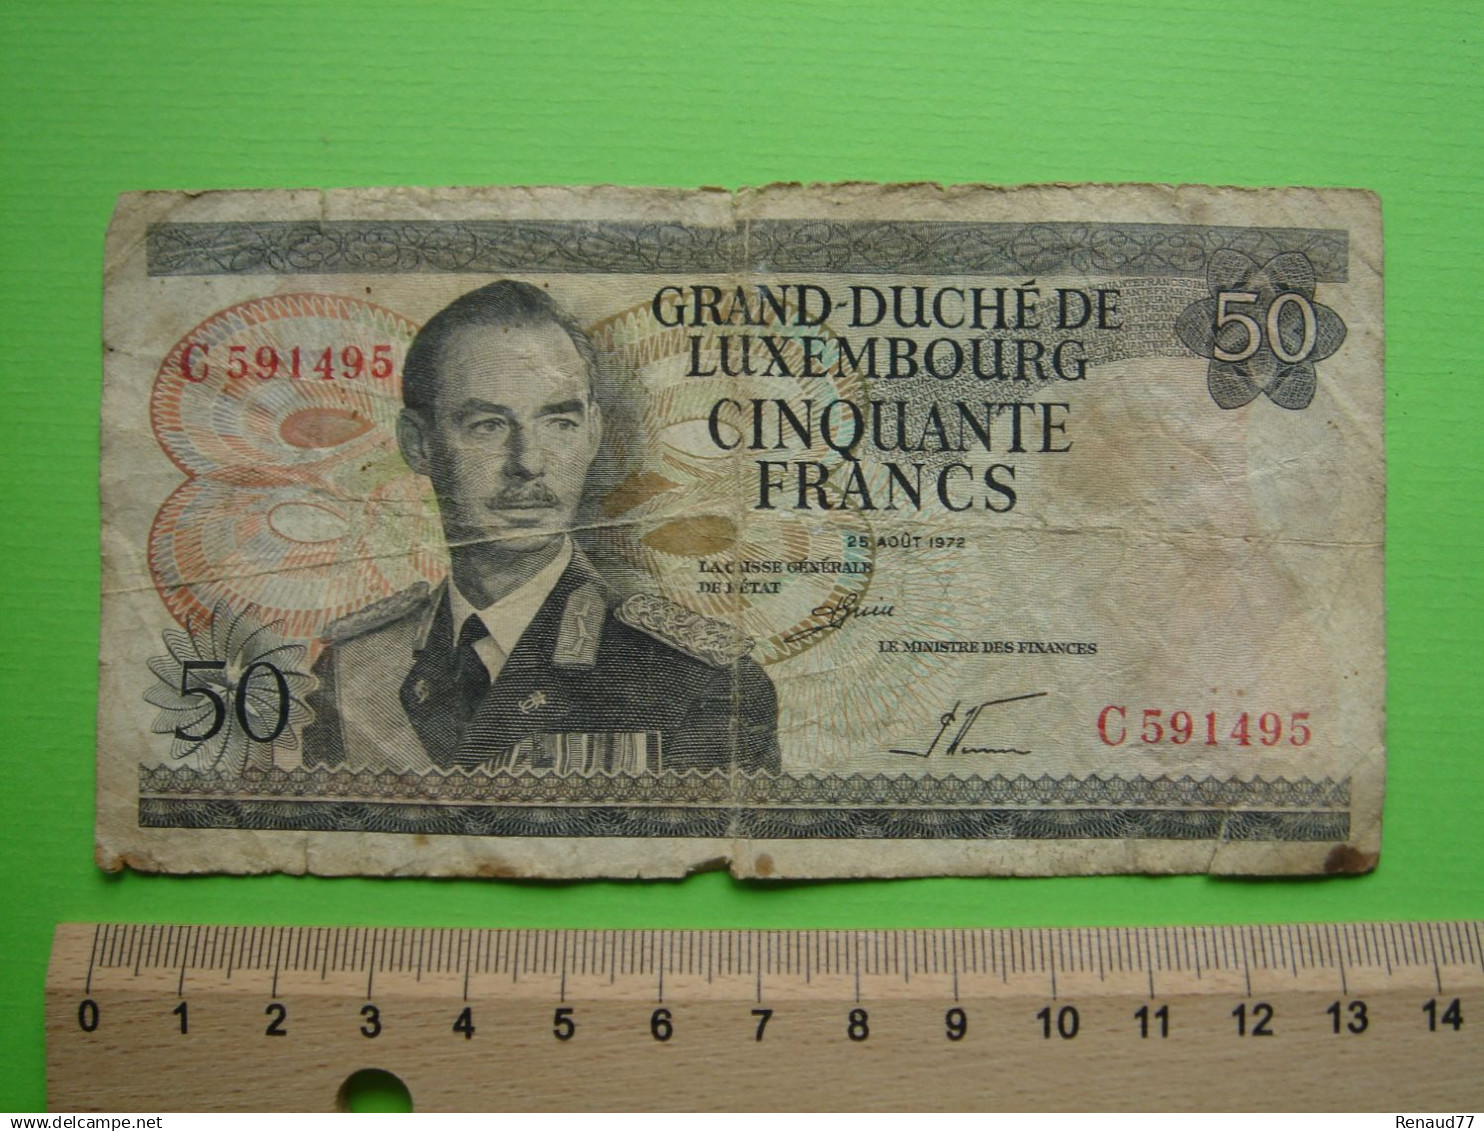 GRAND-DUCHÉ DE
LUXEMBOURG
50
C 591495
CINQUANTE
FRANCS
25 AOÛT 1972
LA CAISSE GÉNÉRALE
DE L'ÉTAT
LE MINISTRE DES FINANCES
50
C 591495
0 1 2 3 4 5 6 7 8 9 10 11 12 13 14
www.delcampe.net
Renaud77